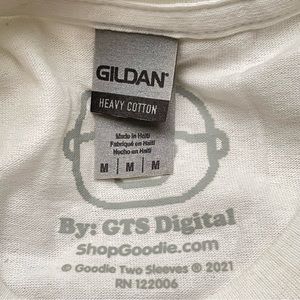 GILDAN®
HEAVY COTTON
Made in Haiti
Fabriqué en Haïti
Hecho en Haití
M M M
By: GTS Digital
ShopGoodie.com
© Goodie Two Sleeves ® 2021
RN 122006